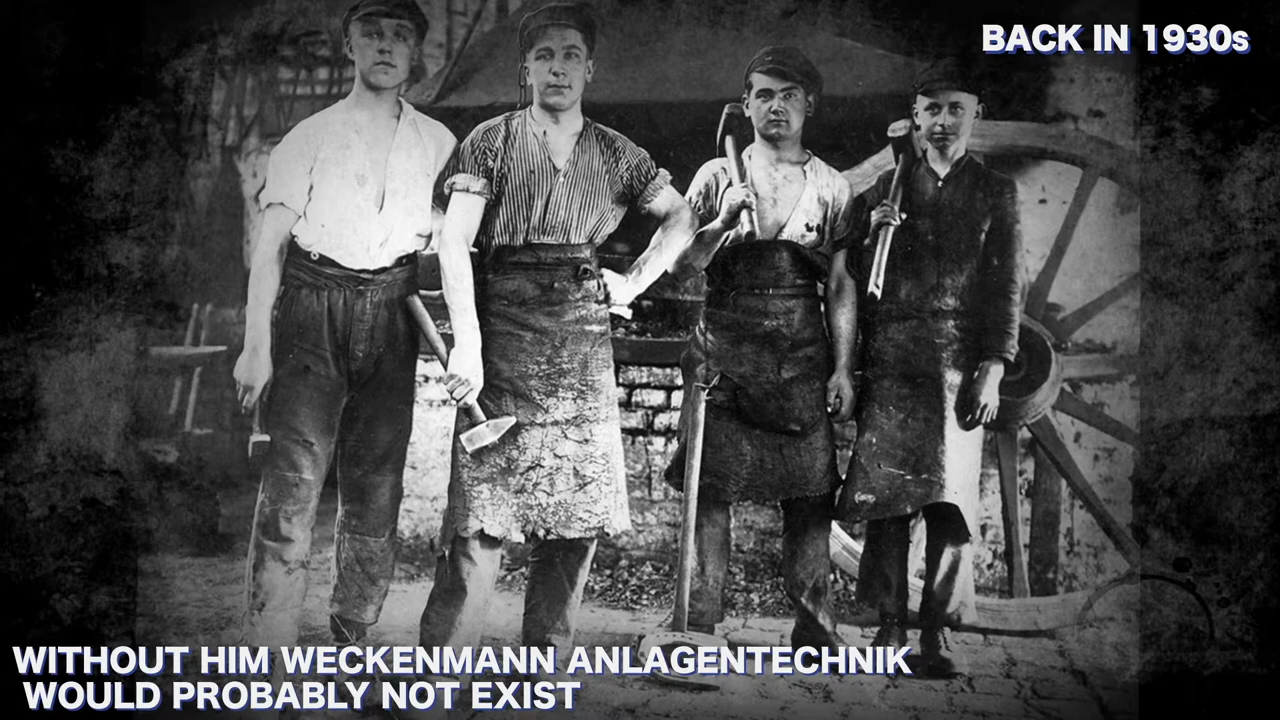 BACK IN 1930s
WITHOUT HIM WECKENMANN ANLAGENTECHNIK
WOULD PROBABLY NOT EXIST